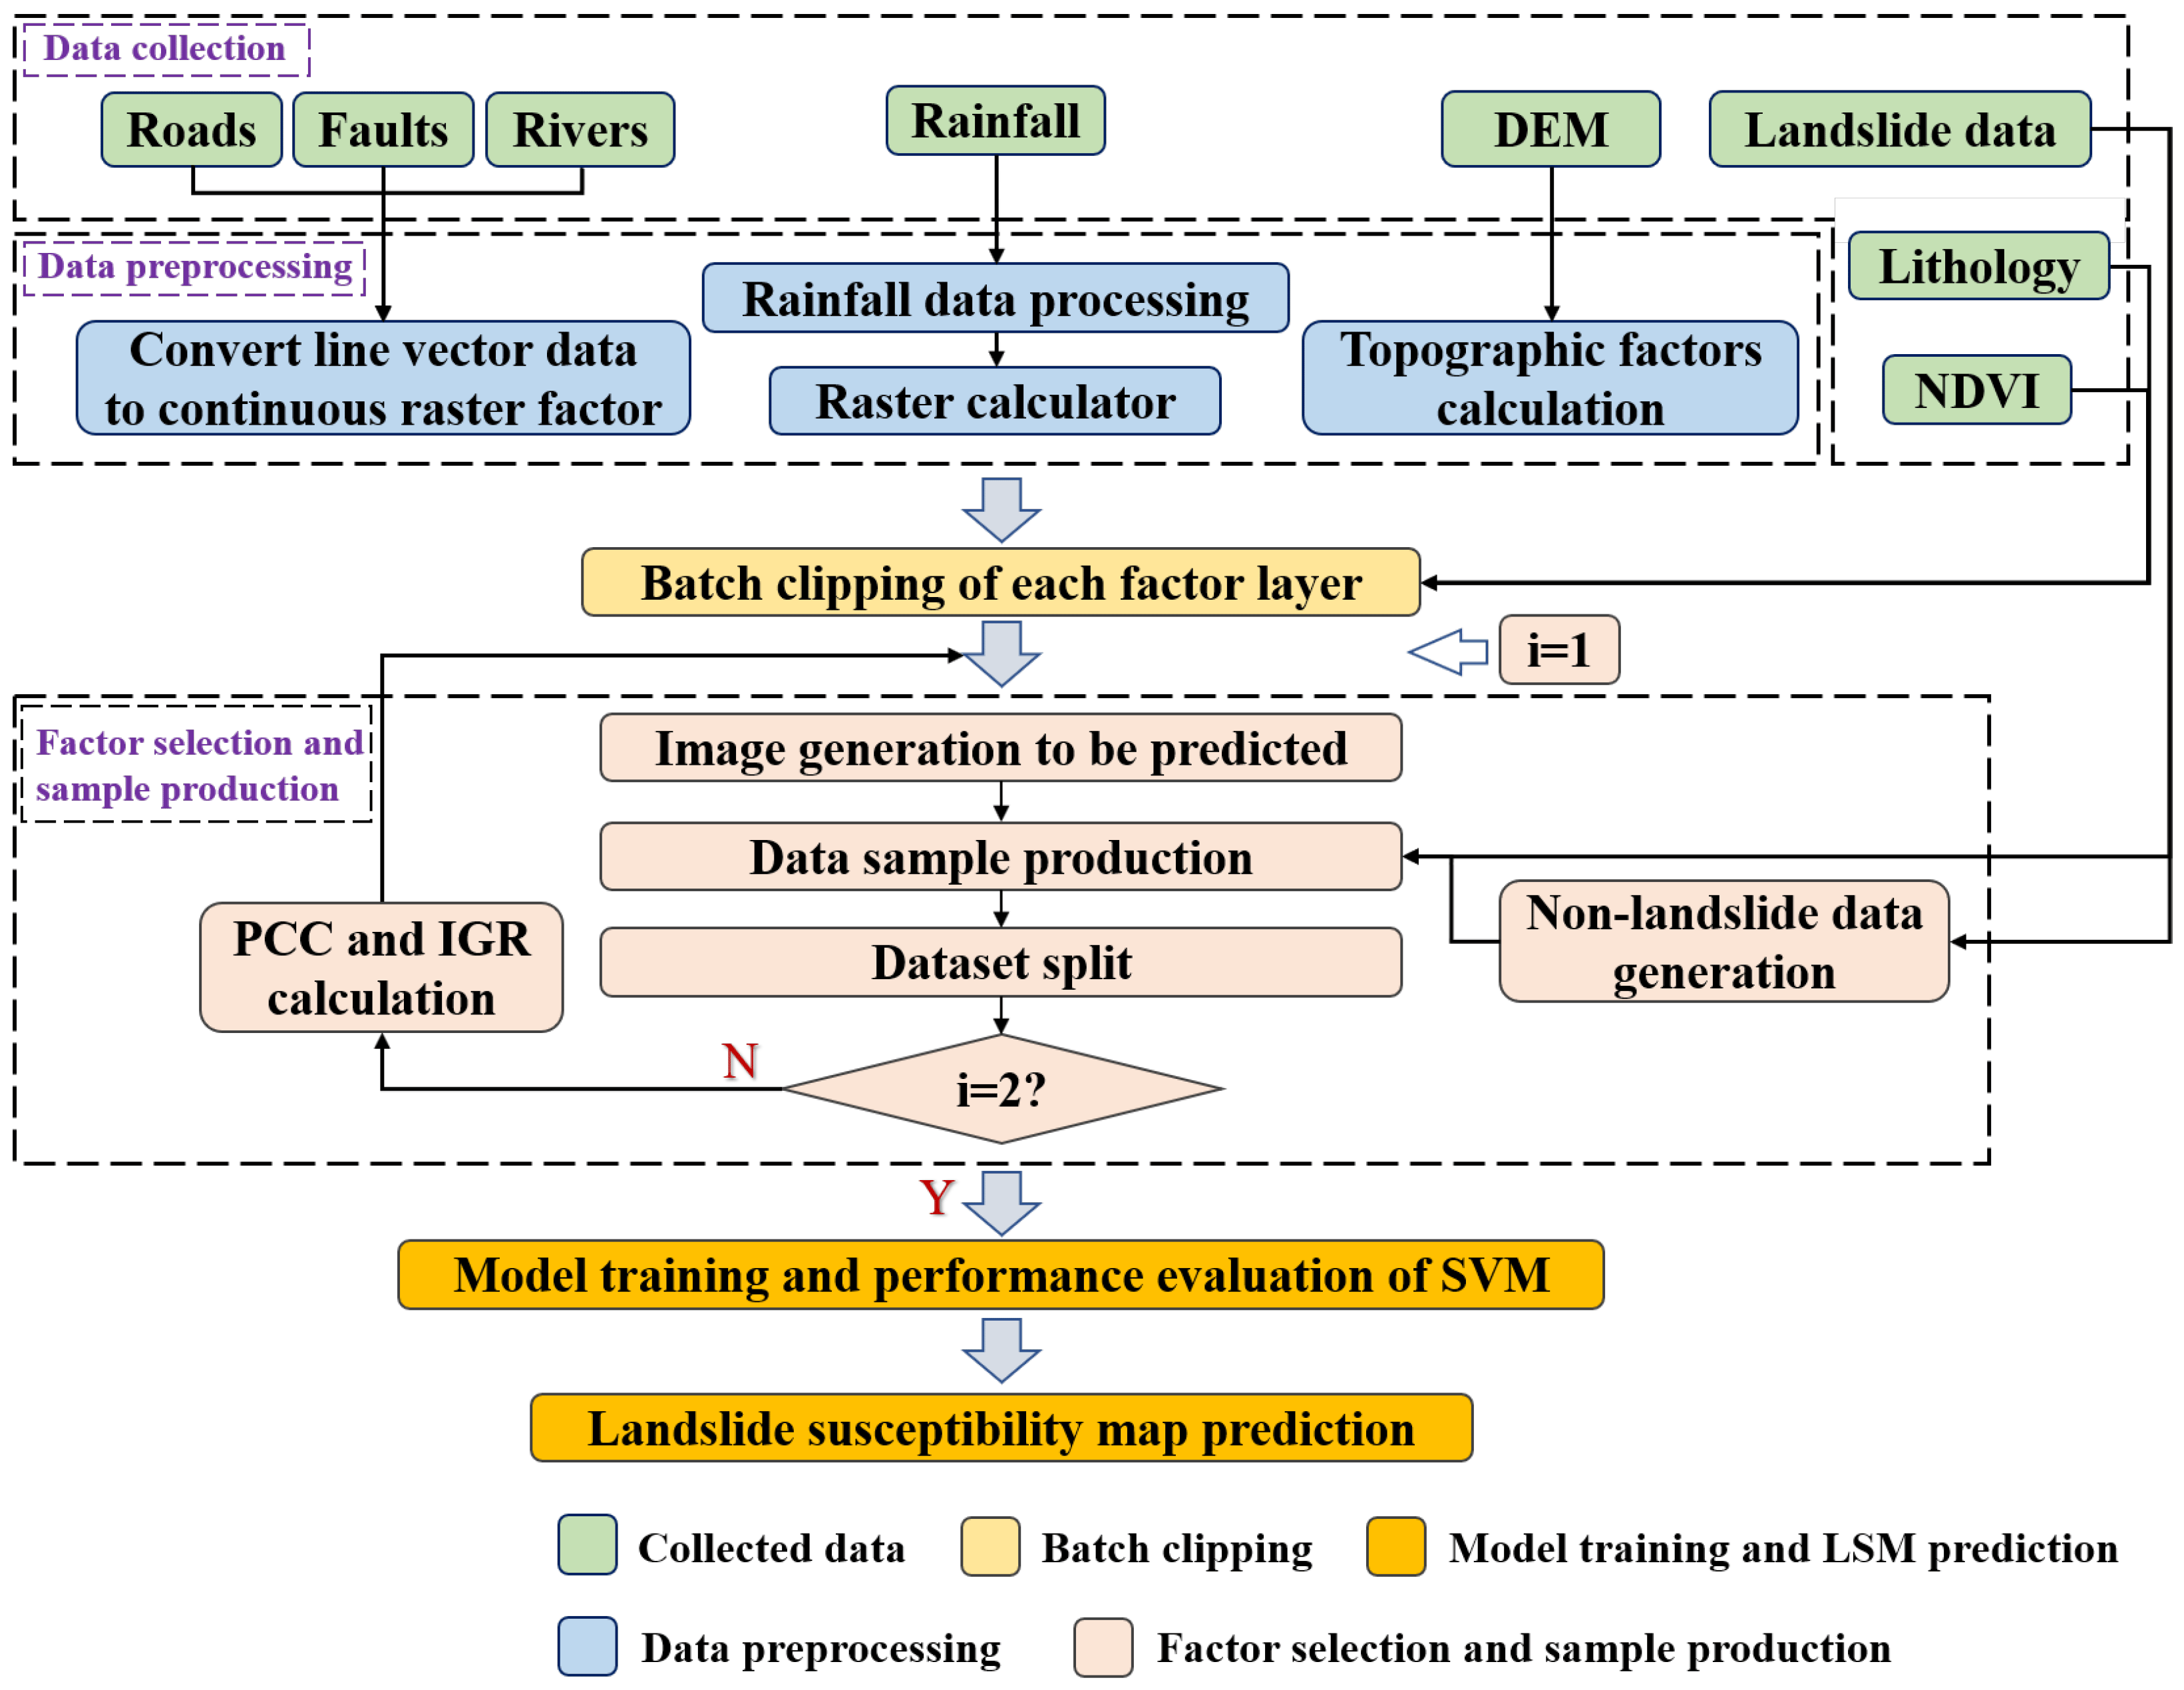 Data collection
Roads
Faults
Rivers
Rainfall
DEM
Landslide data
Data preprocessing
Convert line vector data
to continuous raster factor
Rainfall data processing
Raster calculator
Topographic factors
calculation
Lithology
NDVI
Batch clipping of each factor layer
i=1
Factor selection and
sample production
Image generation to be predicted
Data sample production
Dataset split
PCC and IGR
calculation
Non-landslide data
generation
N
i=2?
Y
Model training and performance evaluation of SVM
Landslide susceptibility map prediction
Collected data
Batch clipping
Model training and LSM prediction
Data preprocessing
Factor selection and sample production